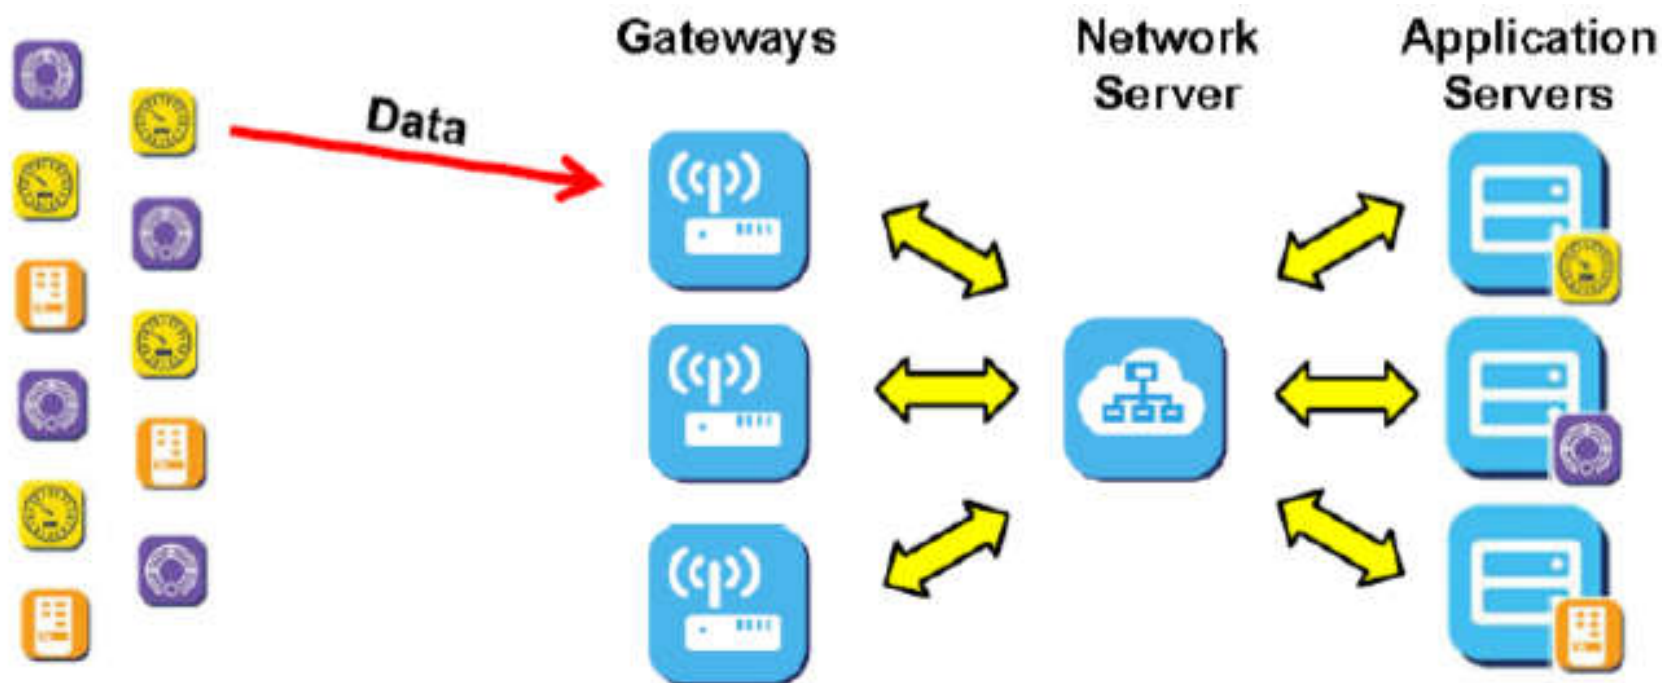 Gateways
Network
Server
Application
Servers
Data